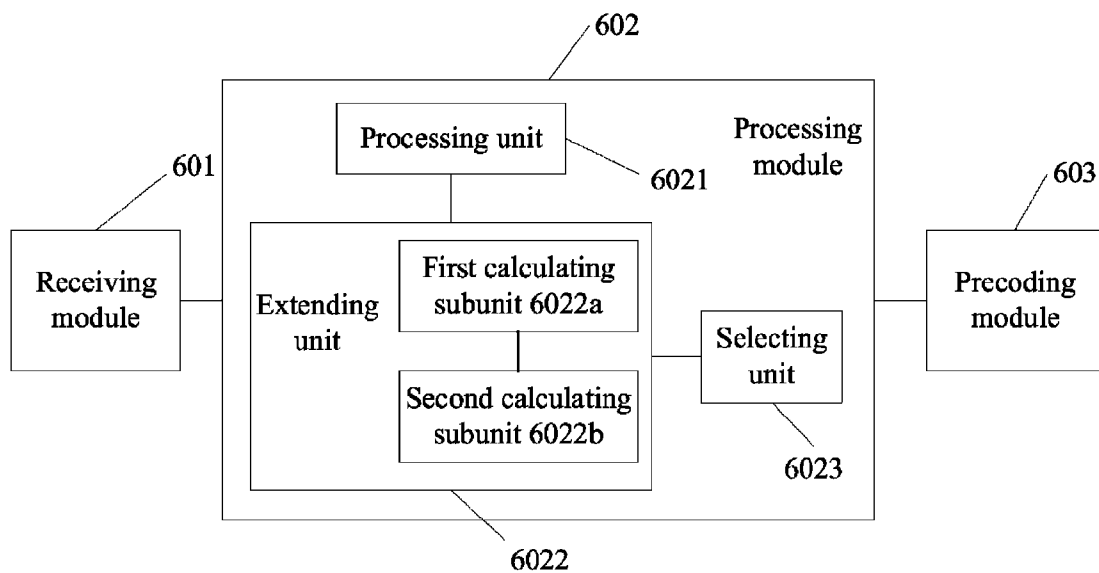 602
Processing unit
Processing
module
601
6021
603
Receiving
module
First calculating
subunit 6022a
Extending
unit
Precoding
module
Selecting
unit
Second calculating
subunit 6022b
6023
6022